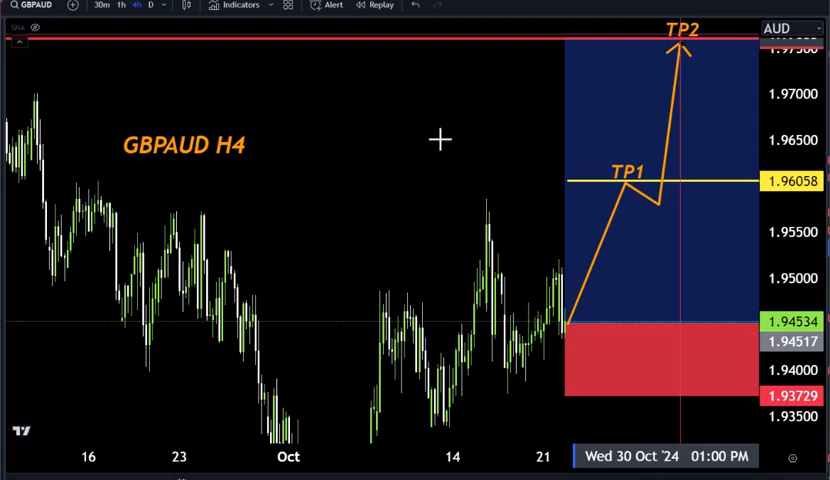 GBPAUD 30m 1h 4h D Indicators Alert Replay
SMA
TP2
AUD
1.97000
GBPAUD H4
1.96500
TP1
1.96058
1.95500
1.95000
1.94534
1.94517
1.94000
1.93729
1.93500
16 23 Oct 14 21 Wed 30 Oct '24 01:00 PM